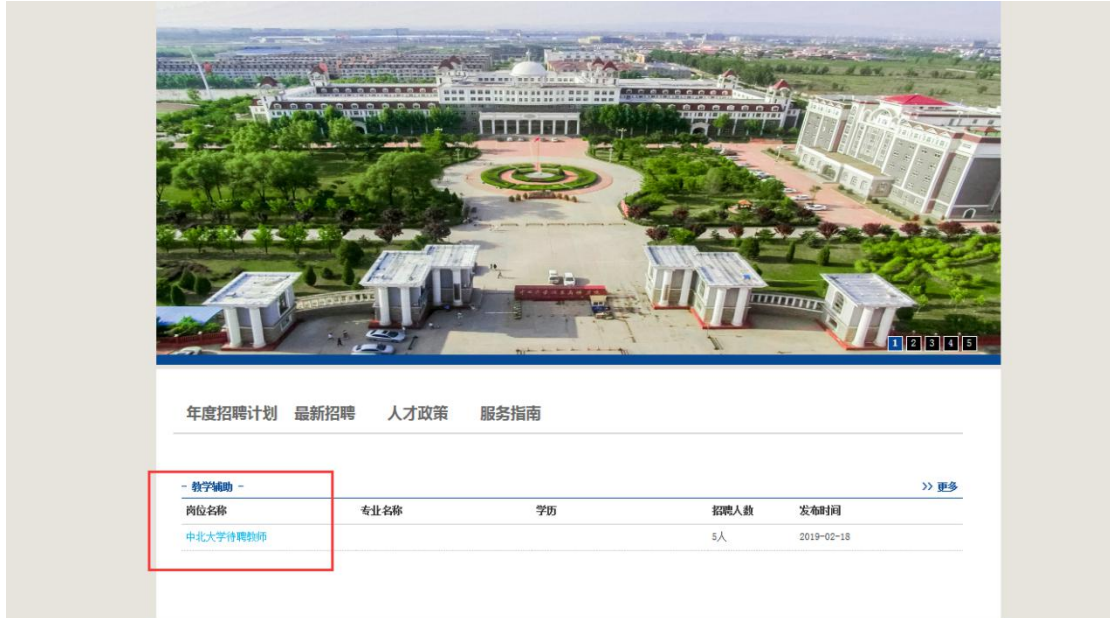 1 2 3 4 5
年度招聘计划 最新招聘 人才政策 服务指南
- 教学辅助 - >> 更多
岗位名称 专业名称 学历 招聘人数 发布时间
中北大学待聘教师 5人 2019-02-18